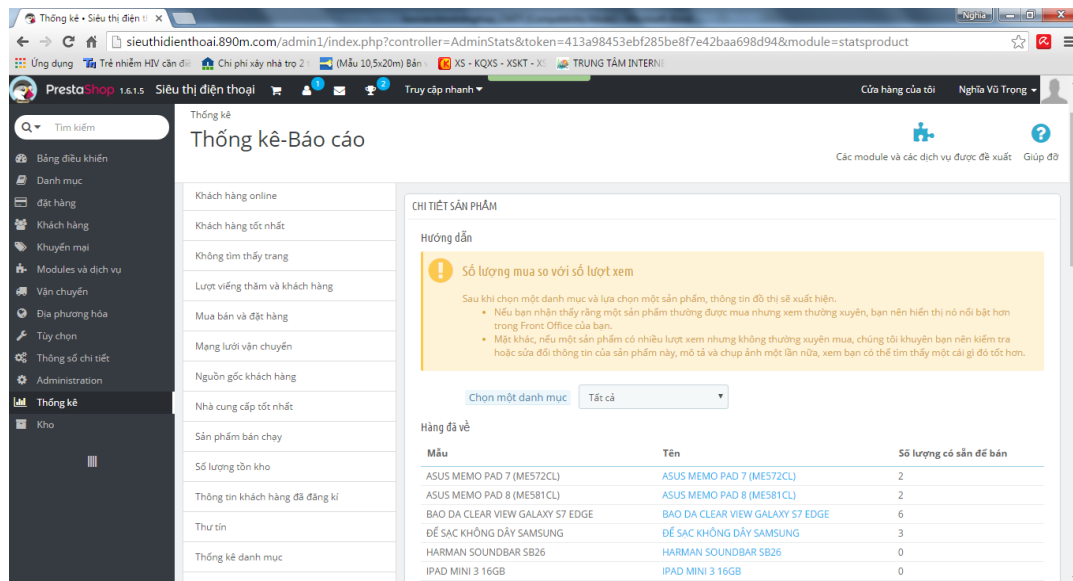 Thống kê • Siêu thị điện th
Nghia
sieuthidienthoai.890m.com/admin1/index.php?controller=AdminStats&token=413a98453ebf285be8f7e42baa698d94&module=statsproduct
Ứng dụng Trẻ nhiễm HIV cần đi Chi phí xây nhà trọ 2 t (Mẫu 10,5x20m) Bán v XS - KQXS - XSKT - XS TRUNG TÂM INTERNE
PrestaShop 1.6.1.5 Siêu thị điện thoại 1 2 Truy cập nhanh Cửa hàng của tôi Nghĩa Vũ Trọng
Tìm kiếm
Bảng điều khiển
Danh mục
đặt hàng
Khách hàng
Khuyến mại
Modules và dịch vụ
Vận chuyển
Địa phương hóa
Tùy chọn
Thông số chi tiết
Administration
Thống kê
Kho
Thống kê
Thống kê-Báo cáo
Các module và các dịch vụ được đề xuất Giúp đỡ
Khách hàng online
Khách hàng tốt nhất
Không tìm thấy trang
Lượt viếng thăm và khách hàng
Mua bán và đặt hàng
Mạng lưới vận chuyển
Nguồn gốc khách hàng
Nhà cung cấp tốt nhất
Sản phẩm bán chạy
Số lượng tồn kho
Thông tin khách hàng đã đăng kí
Thư tín
Thống kê danh mục
CHI TIẾT SẢN PHẨM
Hướng dẫn
Số lượng mua so với số lượt xem
Sau khi chọn một danh mục và lựa chọn một sản phẩm, thông tin đồ thị sẽ xuất hiện.
• Nếu bạn nhận thấy rằng một sản phẩm thường được mua nhưng xem thường xuyên, bạn nên hiển thị nó nổi bật hơn
trong Front Office của bạn.
• Mặt khác, nếu một sản phẩm có nhiều lượt xem nhưng không thường xuyên mua, chúng tôi khuyên bạn nên kiểm tra
hoặc sửa đổi thông tin của sản phẩm này, mô tả và chụp ảnh một lần nữa, xem bạn có thể tìm thấy một cái gì đó tốt hơn.
Chọn một danh mục Tất cả
Hàng đã về
Mẫu Tên Số lượng có sẵn để bán
ASUS MEMO PAD 7 (ME572CL) ASUS MEMO PAD 7 (ME572CL) 2
ASUS MEMO PAD 8 (ME581CL) ASUS MEMO PAD 8 (ME581CL) 2
BAO DA CLEAR VIEW GALAXY S7 EDGE BAO DA CLEAR VIEW GALAXY S7 EDGE 6
ĐẾ SẠC KHÔNG DÂY SAMSUNG ĐẾ SẠC KHÔNG DÂY SAMSUNG 3
HARMAN SOUNDBAR SB26 HARMAN SOUNDBAR SB26 0
IPAD MINI 3 16GB IPAD MINI 3 16GB 0